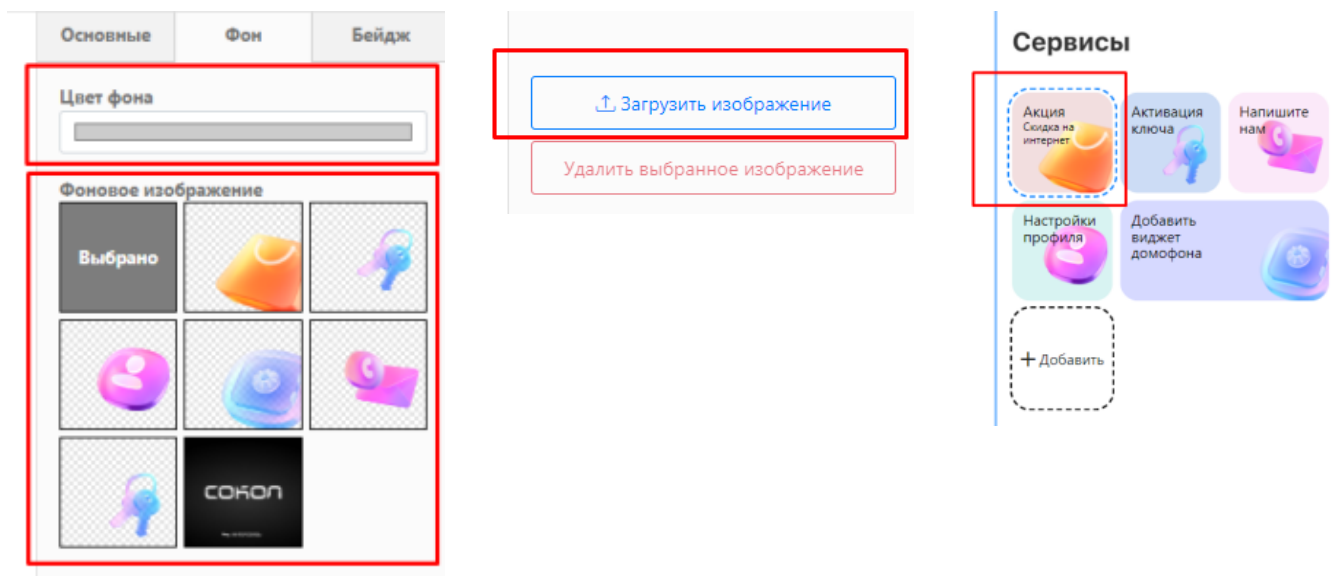 Основные
Фон
Бейдж
Цвет фона
Фоновое изображение
Выбрано
СОКОЛ
Загрузить изображение
Удалить выбранное изображение
Сервисы
Акция
Скидка на
интернет
Активация
ключа
Напишите
нам
Настройки
профиля
Добавить
виджет
домофона
+ Добавить